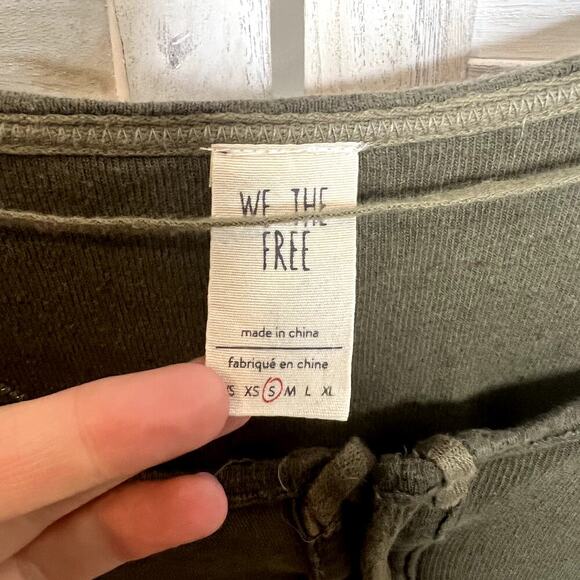 WE THE
FREE
made in china
fabriqué en chine
XS S M L XL